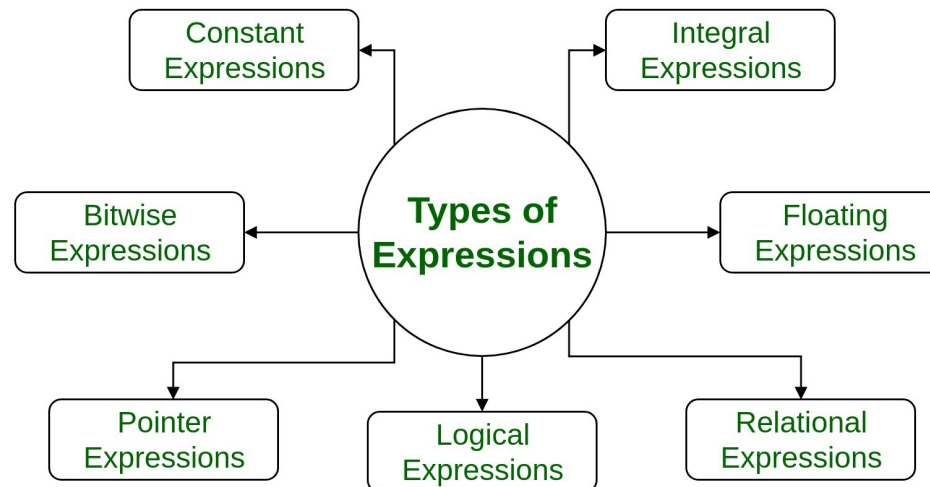 Constant
Expressions
Integral
Expressions
Bitwise
Expressions
Types of
Expressions
Floating
Expressions
Pointer
Expressions
Logical
Expressions
Relational
Expressions